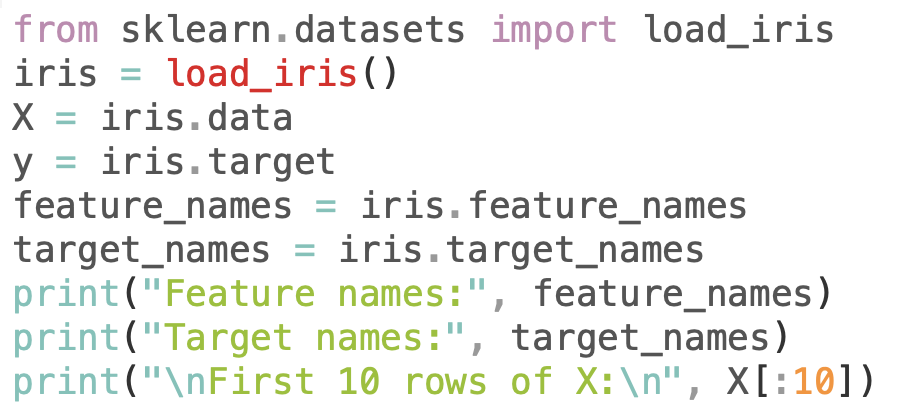 from sklearn.datasets import load_iris
iris = load_iris()
X = iris.data
y = iris.target
feature_names = iris.feature_names
target_names = iris.target_names
print("Feature names:", feature_names)
print("Target names:", target_names)
print("\nFirst 10 rows of X:\n", X[:10])